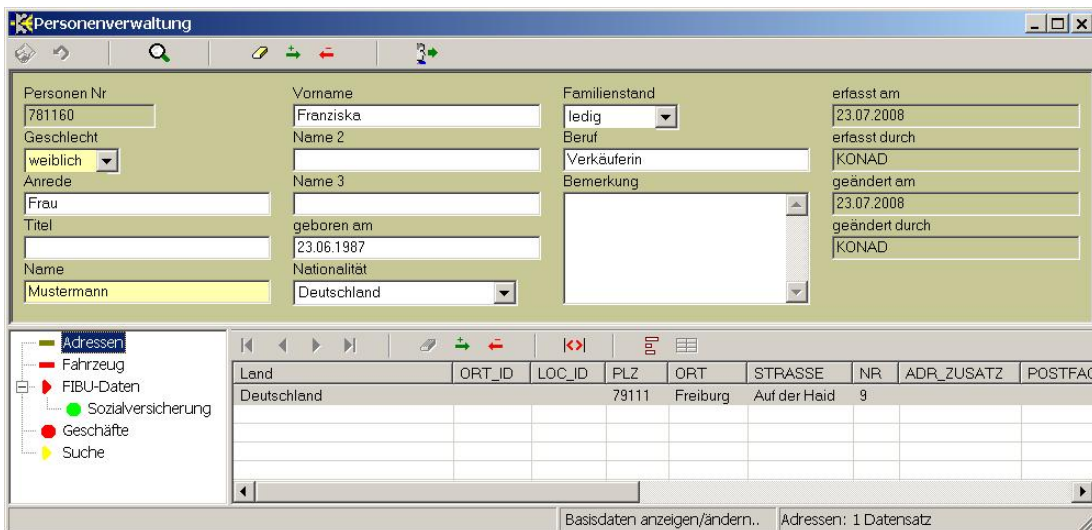 Personenverwaltung
Personen Nr
781160
Geschlecht
weiblich
Anrede
Frau
Titel
Name
Mustermann
Vorname
Franziska
Name 2
Name 3
geboren am
23.06.1987
Nationalität
Deutschland
Familienstand
ledig
Beruf
Verkäuferin
Bemerkung
erfasst am
23.07.2008
erfasst durch
KONAD
geändert am
23.07.2008
geändert durch
KONAD
Adressen
Fahrzeug
FIBU-Daten
Sozialversicherung
Geschäfte
Suche
Land ORT_ID LOC_ID PLZ ORT STRASSE NR ADR_ZUSATZ POSTFAC
Deutschland 79111 Freiburg Auf der Haid 9
Basisdaten anzeigen/ändern.. Adressen: 1 Datensatz